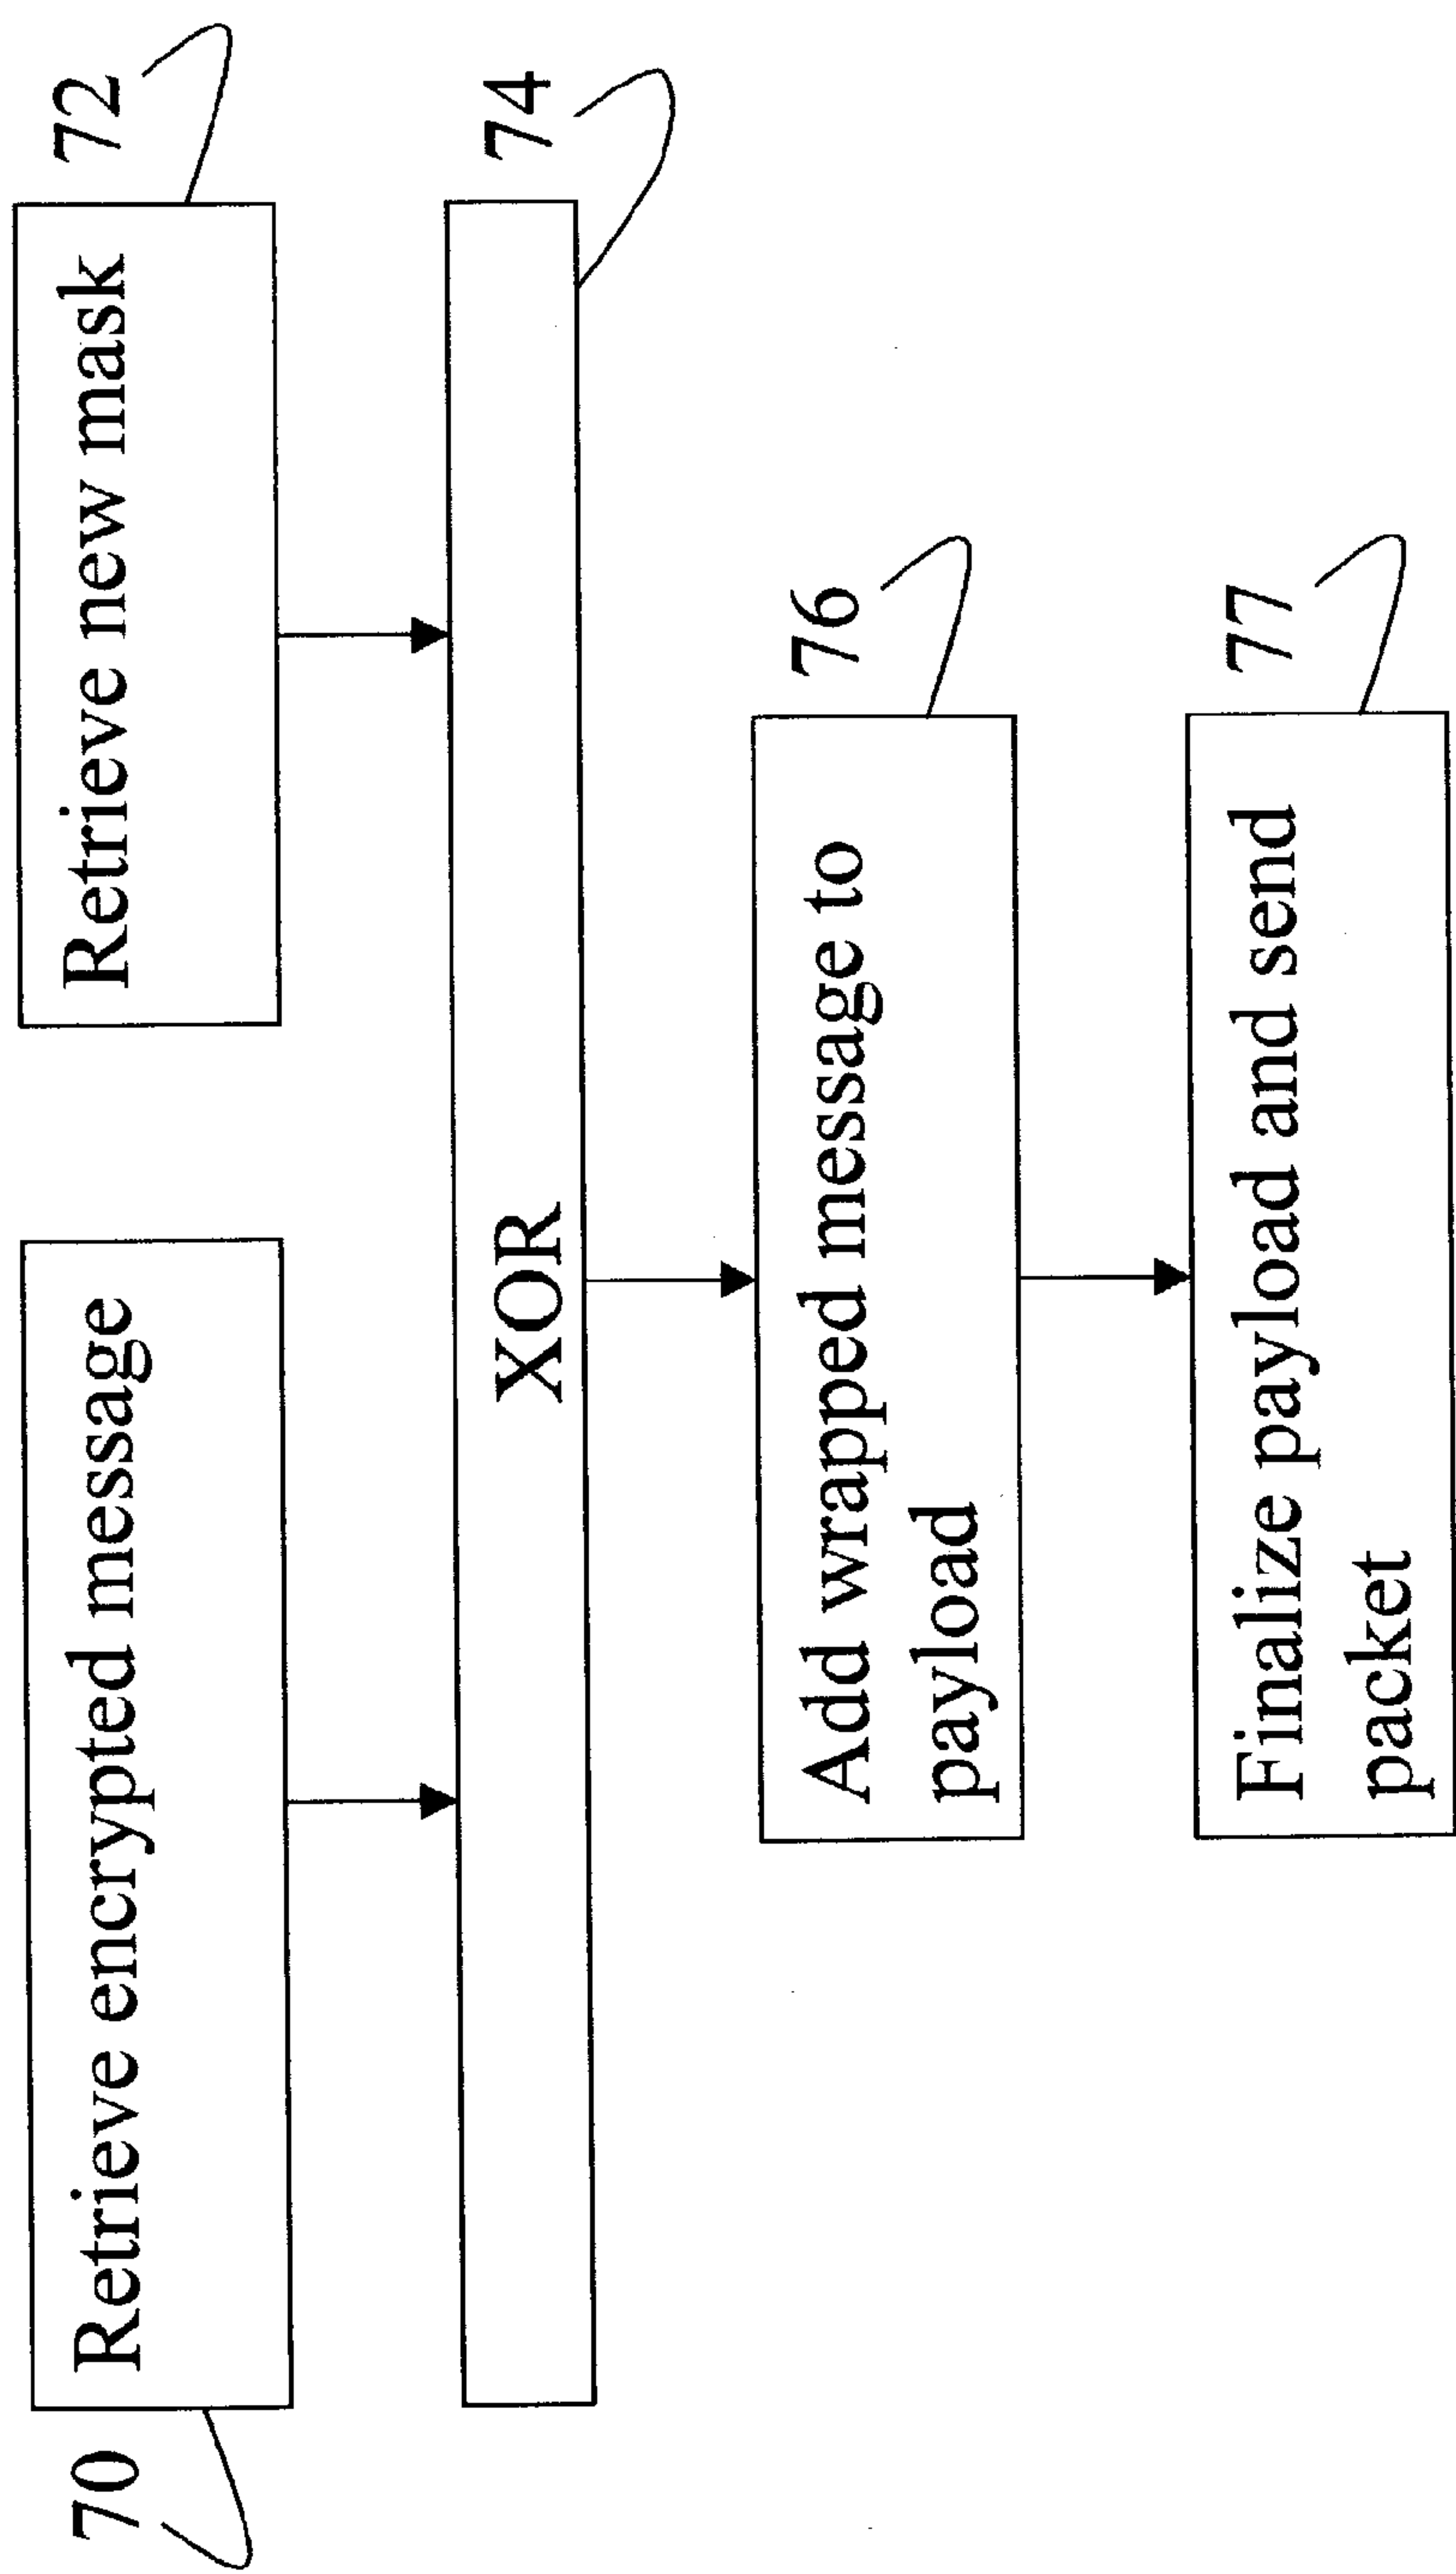 70
Retrieve encrypted message
Retrieve new mask
72
XOR
74
Add wrapped message to
payload
76
Finalize payload and send
packet
77